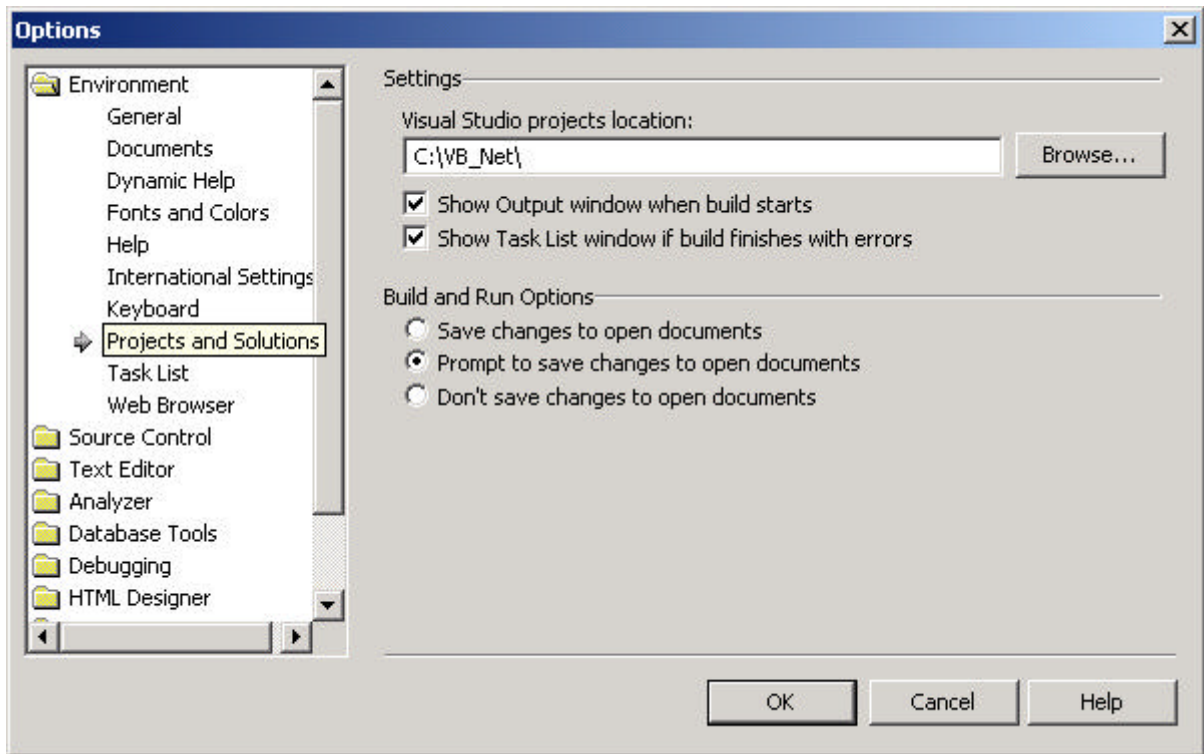 Options
Environment
General
Documents
Dynamic Help
Fonts and Colors
Help
International Settings
Keyboard
Projects and Solutions
Task List
Web Browser
Source Control
Text Editor
Analyzer
Database Tools
Debugging
HTML Designer
Settings
Visual Studio projects location:
C:\VB_Net\
Browse...
Show Output window when build starts
Show Task List window if build finishes with errors
Build and Run Options
Save changes to open documents
Prompt to save changes to open documents
Don't save changes to open documents
OK
Cancel
Help